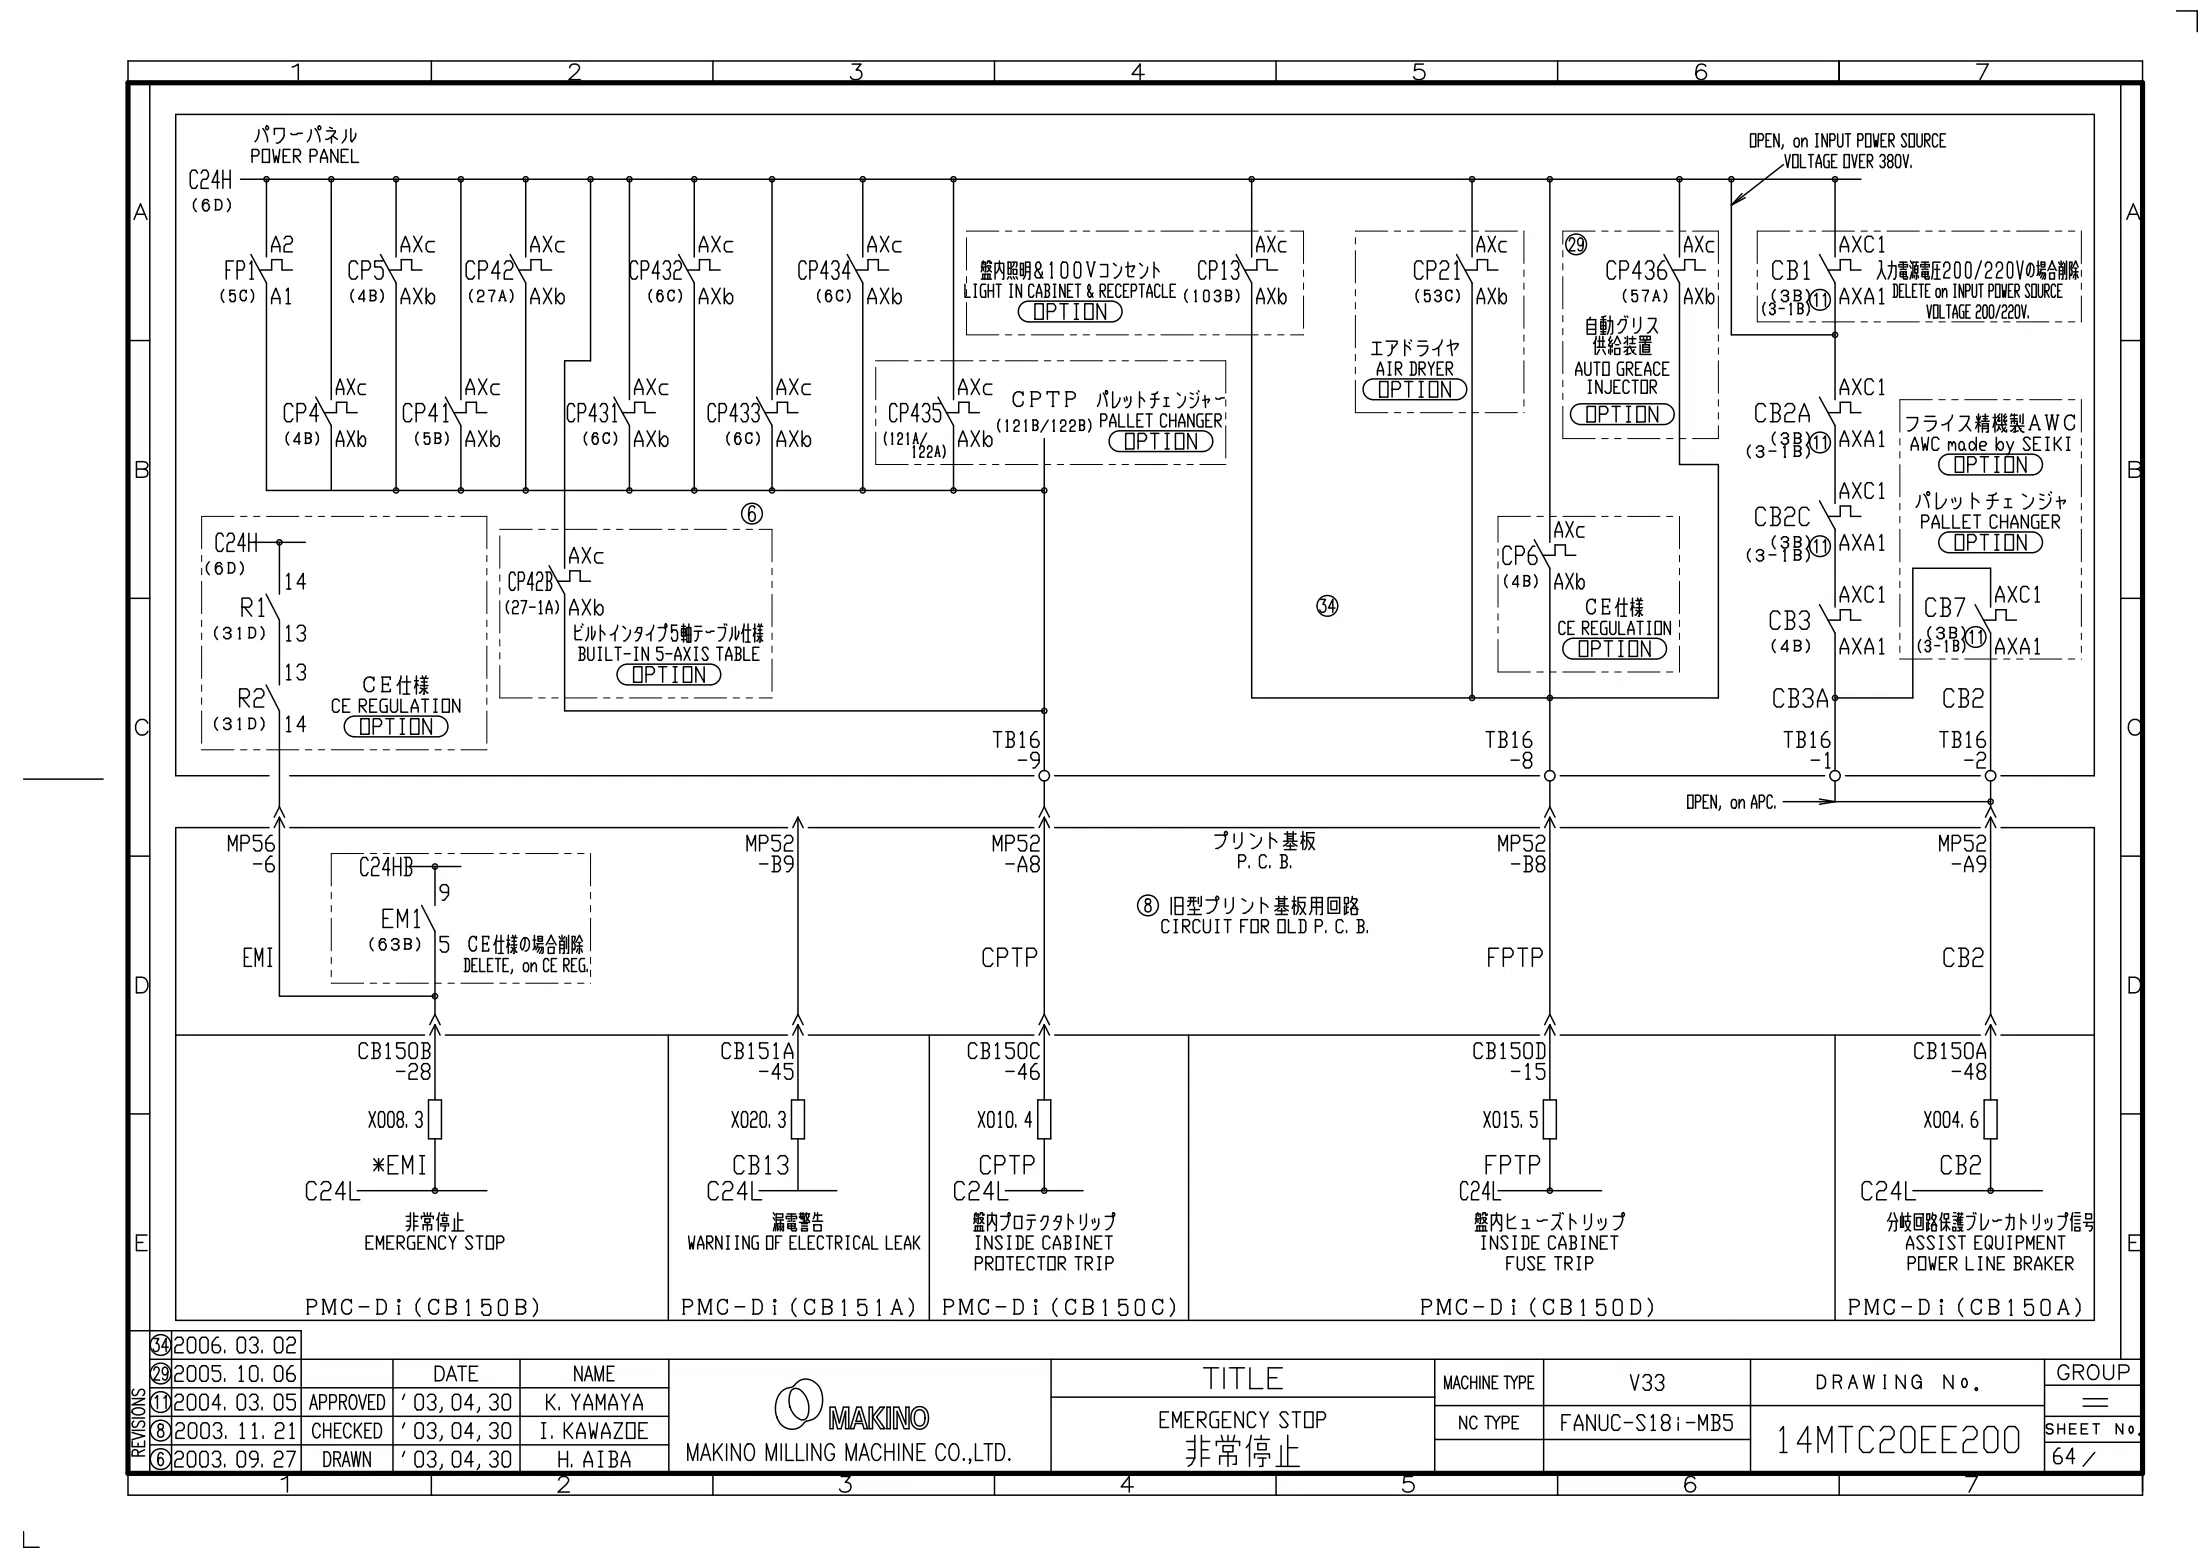 1 2 3 4 5 6 7
パワーパネル
POWER PANEL
C24H
(6D)
OPEN, on INPUT POWER SOURCE
VOLTAGE OVER 380V.
A
A
FP1
(5C)
A2
A1
CP5
(4B)
AXc
AXb
CP42
(27A)
AXc
AXb
CP432
(6C)
AXc
AXb
CP434
(6C)
AXc
AXb
盤内照明&100Vコンセント
LIGHT IN CABINET & RECEPTACLE
OPTION
CP13
(103B)
AXc
AXb
CP21
(53C)
AXc
AXb
エアドライヤ
AIR DRYER
OPTION
29
CP436
(57A)
AXc
AXb
自動グリス
供給装置
AUTO GREACE
INJECTOR
OPTION
CB1
(3B)
(3-1B)
11
AXC1
AXA1
入力電源電圧200/220Vの場合削除
DELETE on INPUT POWER SOURCE
VOLTAGE 200/220V.
B
B
CP4
(4B)
AXc
AXb
CP41
(5B)
AXc
AXb
CP431
(6C)
AXc
AXb
CP433
(6C)
AXc
AXb
CP435
(121A/
122A)
AXc
AXb
CPTP
(121B/122B)
パレットチェンジャー
PALLET CHANGER
OPTION
CB2A
(3B)
(3-1B)
11
AXC1
AXA1
フライス精機製AWC
AWC made by SEIKI
OPTION
パレットチェンジャ
PALLET CHANGER
OPTION
CB2C
(3B)
(3-1B)
11
AXC1
AXA1
C24H
(6D)
14
R1
(31D)
13
13
R2
(31D)
14
CE仕様
CE REGULATION
OPTION
6
CP42B
(27-1A)
AXc
AXb
ビルトインタイプ5軸テーブル仕様
BUILT-IN 5-AXIS TABLE
OPTION
34
CP6
(4B)
AXc
AXb
CE仕様
CE REGULATION
OPTION
CB3
(4B)
AXC1
AXA1
CB7
(3B)
(3-1B)
11
AXC1
AXA1
C
C
CB3A
CB2
TB16
-9
TB16
-8
TB16
-1
TB16
-2
OPEN, on APC.
MP56
-6
MP52
-B9
MP52
-A8
プリント基板
P. C. B.
MP52
-B8
MP52
-A9
C24HB
9
EM1
(63B)
5
CE仕様の場合削除
DELETE, on CE REG.
8 旧型プリント基板用回路
CIRCUIT FOR OLD P. C. B.
EMI
CPTP
FPTP
CB2
D
D
CB150B
-28
CB151A
-45
CB150C
-46
CB150D
-15
CB150A
-48
X008. 3
X020. 3
X010. 4
X015. 5
X004. 6
*EMI
CB13
CPTP
FPTP
CB2
C24L
C24L
C24L
C24L
C24L
E
E
非常停止
EMERGENCY STOP
漏電警告
WARNIING OF ELECTRICAL LEAK
盤内プロテクタトリップ
INSIDE CABINET
PROTECTOR TRIP
盤内ヒューズトリップ
INSIDE CABINET
FUSE TRIP
分岐回路保護ブレーカトリップ信号
ASSIST EQUIPMENT
POWER LINE BRAKER
PMC-Di(CB150B)
PMC-Di(CB151A)
PMC-Di(CB150C)
PMC-Di(CB150D)
PMC-Di(CB150A)
REVISIONS
34 2006. 03. 02
29 2005. 10. 06
11 2004. 03. 05
8 2003. 11. 21
6 2003. 09. 27
DATE NAME
APPROVED '03,04,30 K. YAMAYA
CHECKED '03,04,30 I. KAWAZOE
DRAWN '03,04,30 H. AIBA
MAKINO
MAKINO MILLING MACHINE CO.,LTD.
TITLE
EMERGENCY STOP
非常停止
MACHINE TYPE V33
NC TYPE FANUC-S18i-MB5
DRAWING No.
14MTC20EE200
GROUP
=
SHEET No.
64/
1 2 3 4 5 6 7